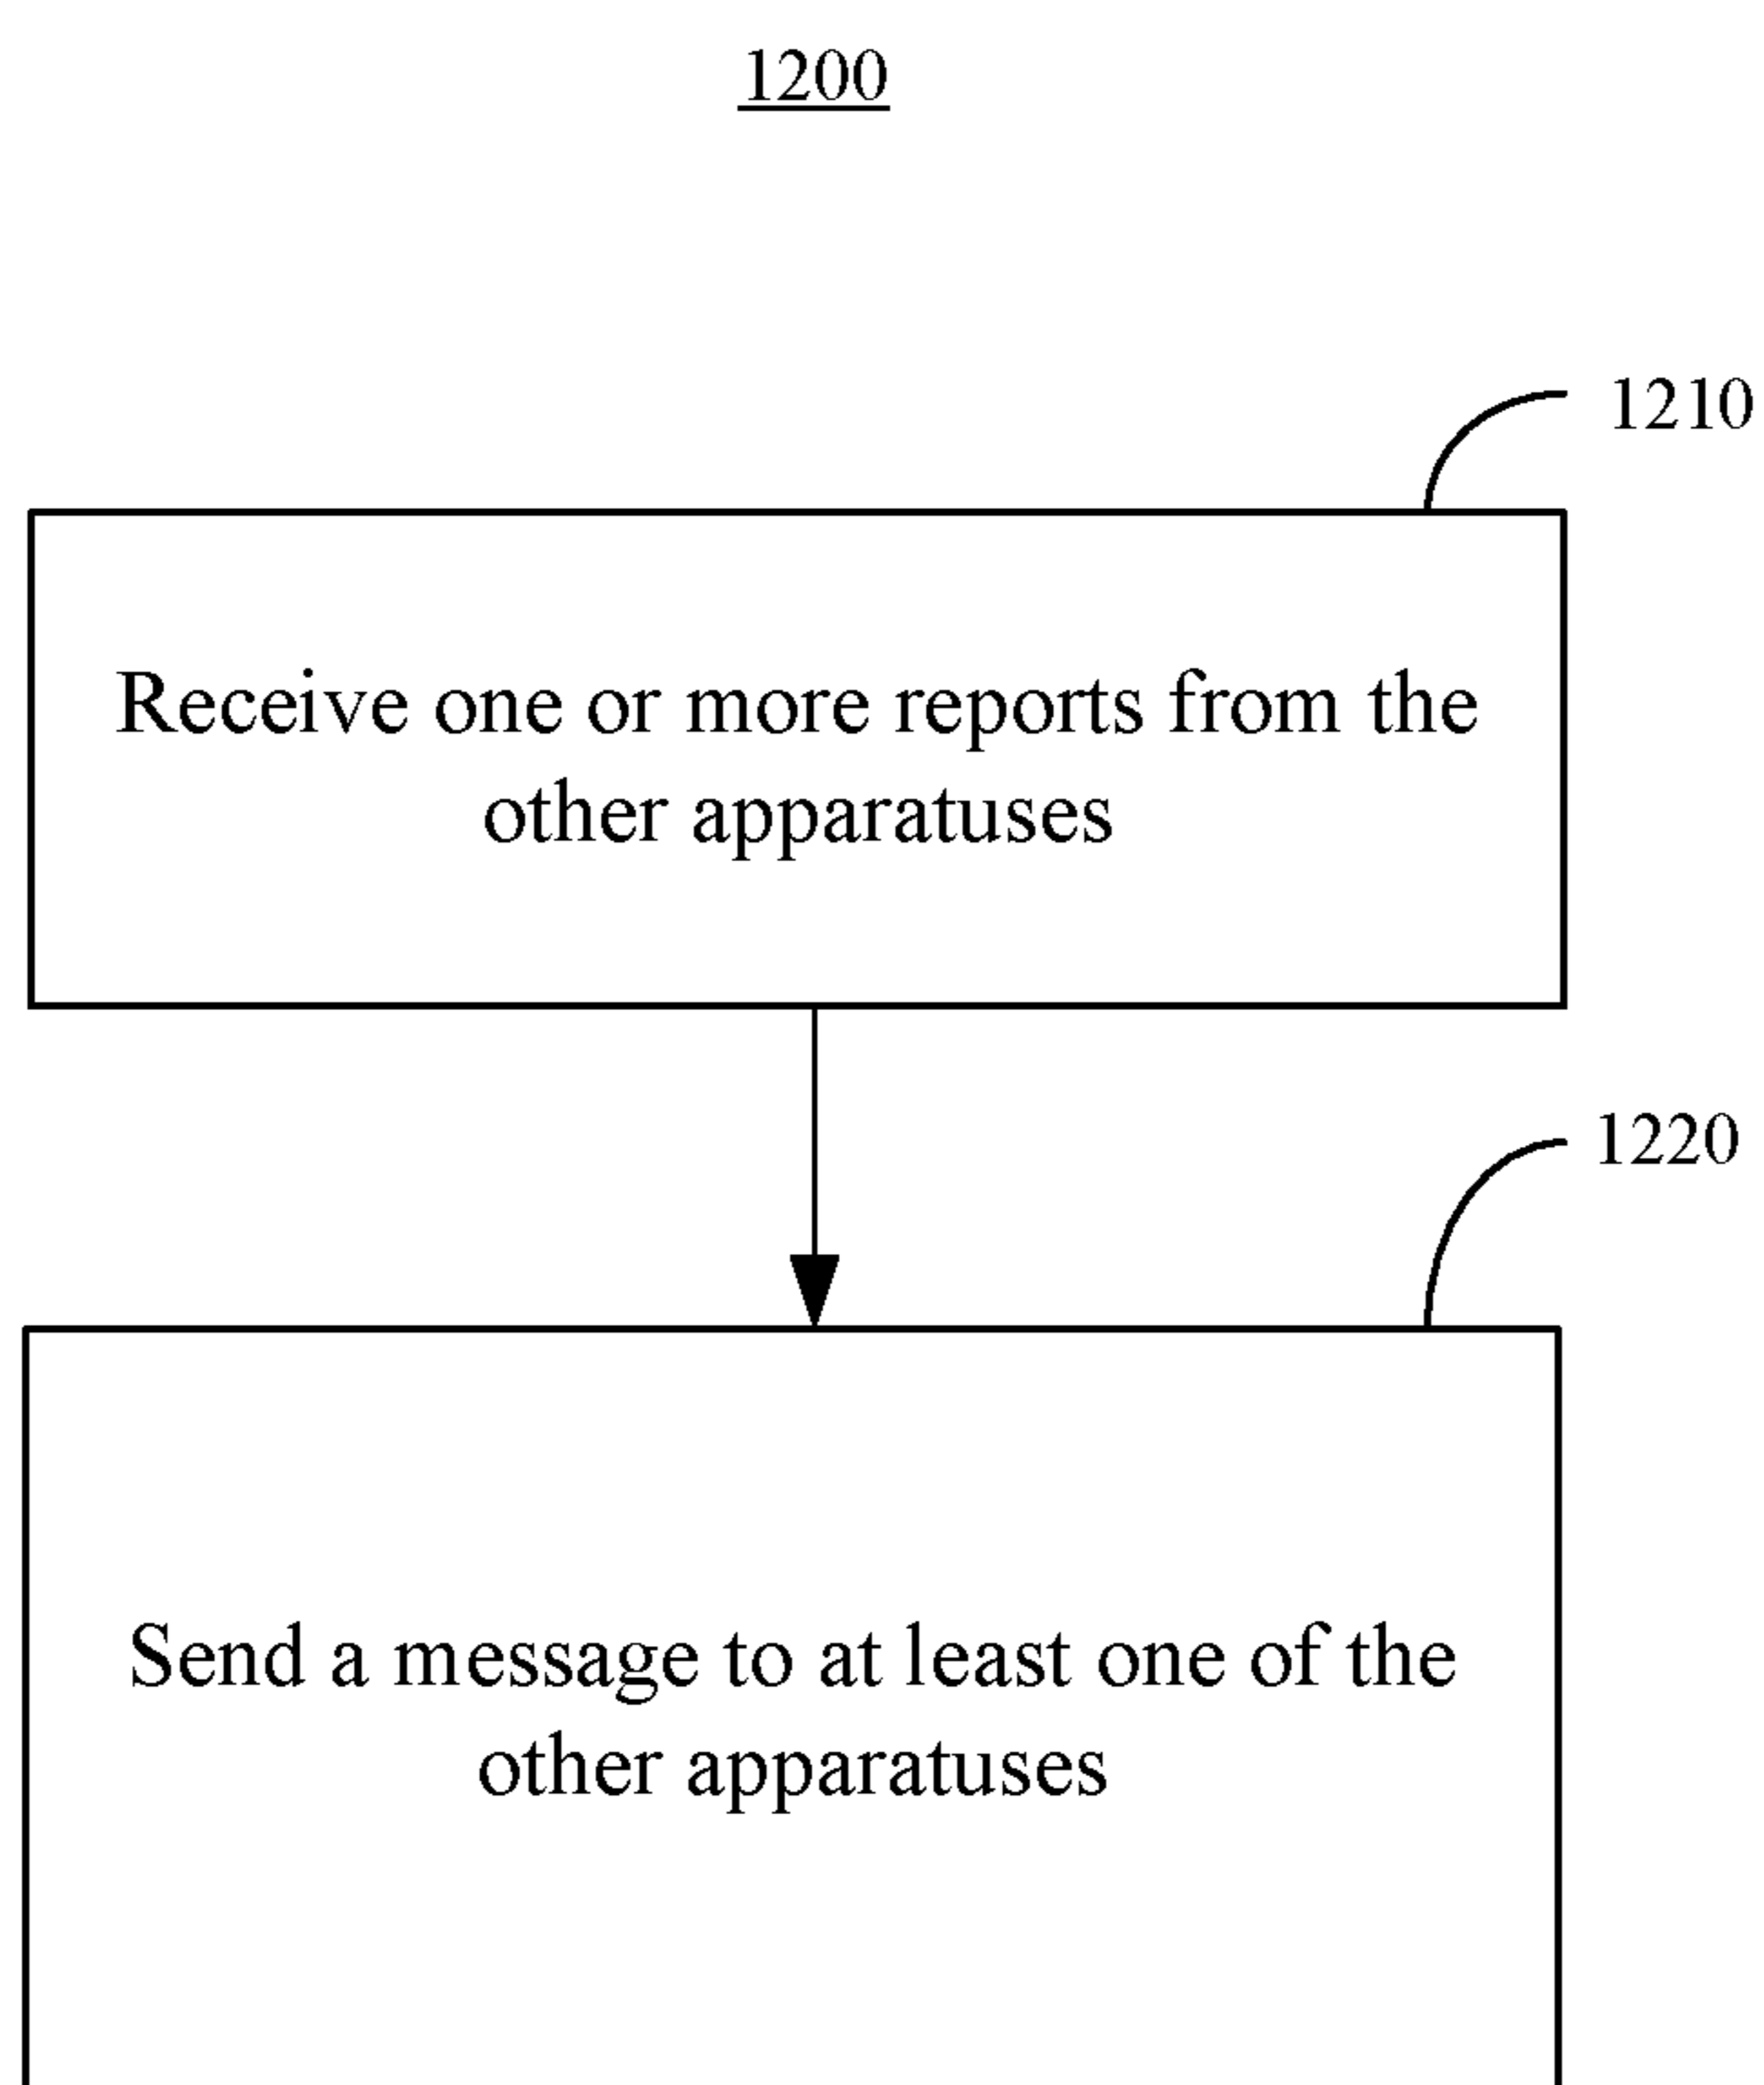 1200
1210
Receive one or more reports from the
other apparatuses
1220
Send a message to at least one of the
other apparatuses